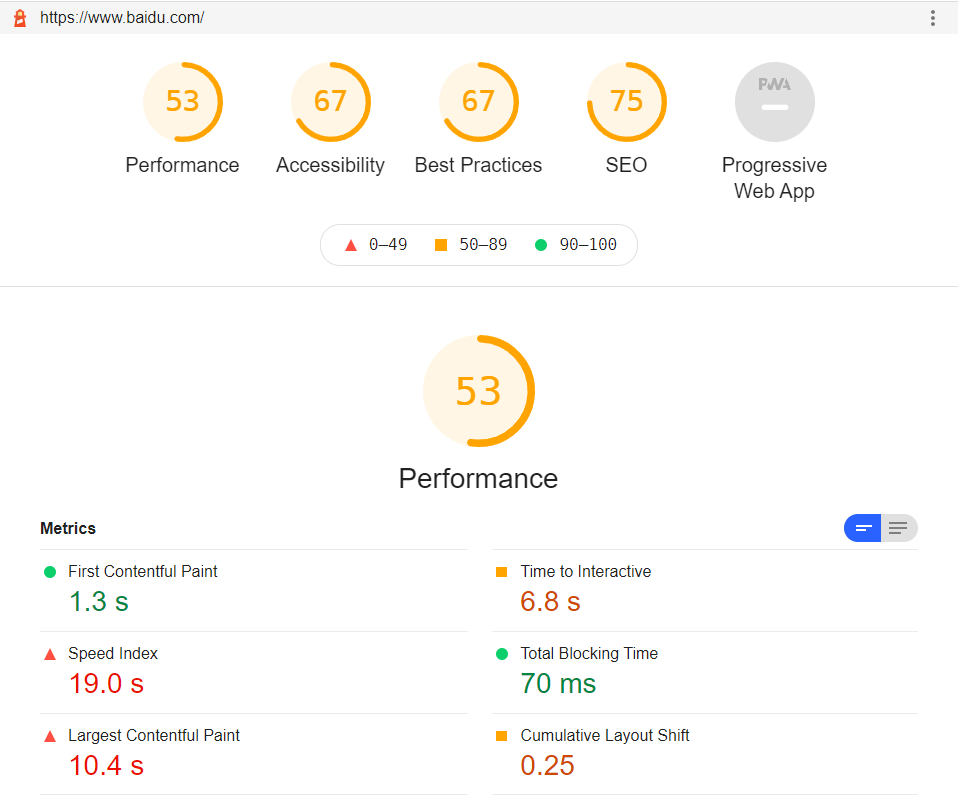 https://www.baidu.com/
53
67
67
75
PWA
Performance
Accessibility
Best Practices
SEO
Progressive
Web App
0–49
50–89
90–100
53
Performance
Metrics
First Contentful Paint
1.3 s
Time to Interactive
6.8 s
Speed Index
19.0 s
Total Blocking Time
70 ms
Largest Contentful Paint
10.4 s
Cumulative Layout Shift
0.25